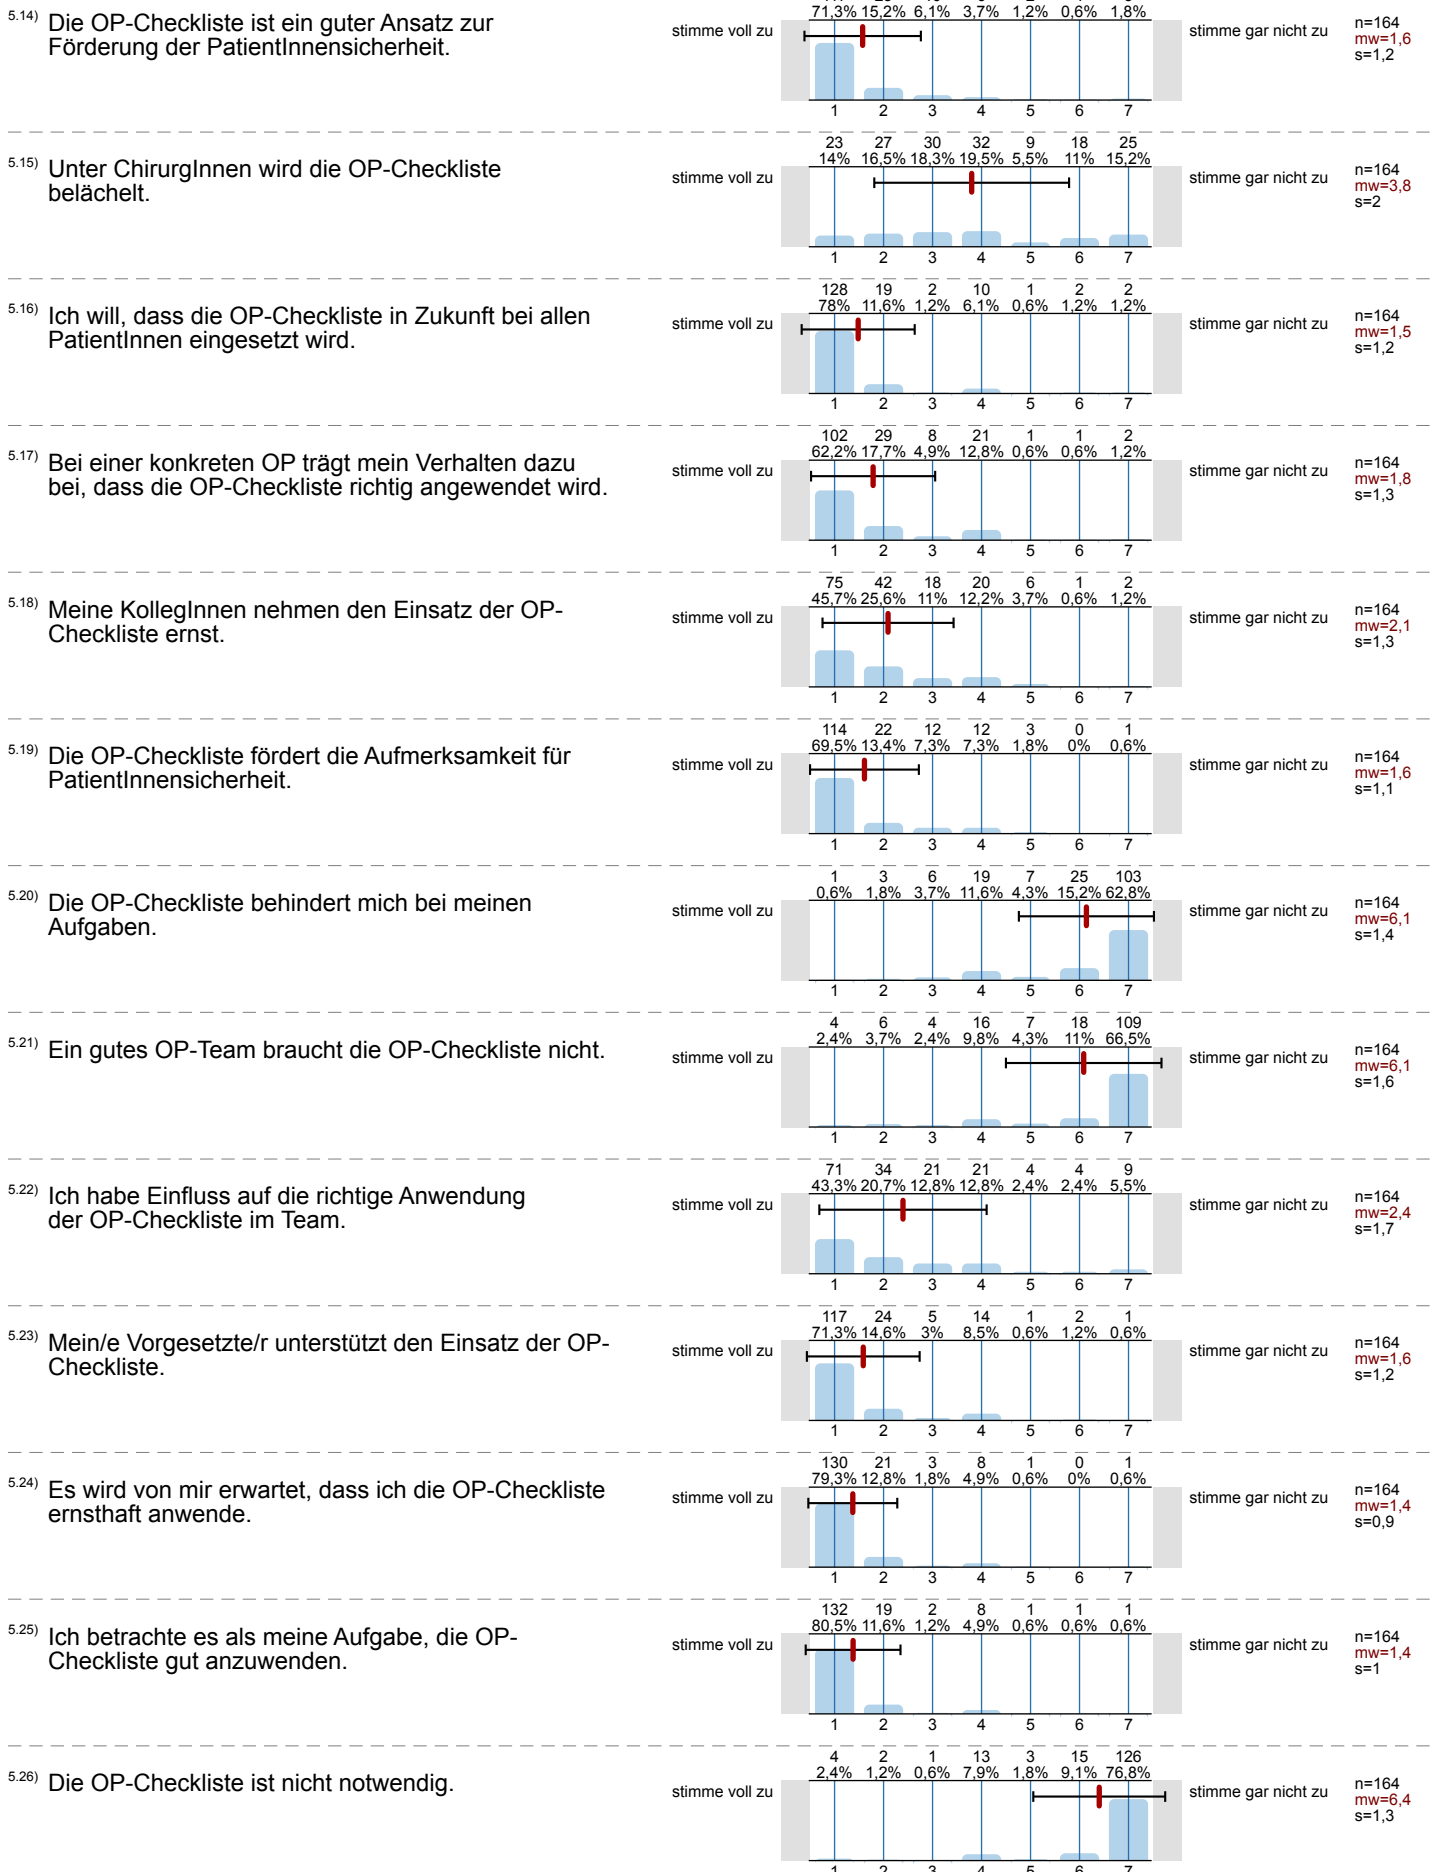 71,3% 15,2% 6,1% 3,7% 1,2% 0,6% 1,8%
5.14) Die OP-Checkliste ist ein guter Ansatz zur
Förderung der PatientInnensicherheit.
stimme voll zu
stimme gar nicht zu
n=164
mw=1,6
s=1,2
1 2 3 4 5 6 7
23 27 30 32 9 18 25
14% 16,5% 18,3% 19,5% 5,5% 11% 15,2%
5.15) Unter ChirurgInnen wird die OP-Checkliste
belächelt.
stimme voll zu
stimme gar nicht zu
n=164
mw=3,8
s=2
1 2 3 4 5 6 7
128 19 2 10 1 2 2
78% 11,6% 1,2% 6,1% 0,6% 1,2% 1,2%
5.16) Ich will, dass die OP-Checkliste in Zukunft bei allen
PatientInnen eingesetzt wird.
stimme voll zu
stimme gar nicht zu
n=164
mw=1,5
s=1,2
1 2 3 4 5 6 7
102 29 8 21 1 1 2
62,2% 17,7% 4,9% 12,8% 0,6% 0,6% 1,2%
5.17) Bei einer konkreten OP trägt mein Verhalten dazu
bei, dass die OP-Checkliste richtig angewendet wird.
stimme voll zu
stimme gar nicht zu
n=164
mw=1,8
s=1,3
1 2 3 4 5 6 7
75 42 18 20 6 1 2
45,7% 25,6% 11% 12,2% 3,7% 0,6% 1,2%
5.18) Meine KollegInnen nehmen den Einsatz der OP-
Checkliste ernst.
stimme voll zu
stimme gar nicht zu
n=164
mw=2,1
s=1,3
1 2 3 4 5 6 7
114 22 12 12 3 0 1
69,5% 13,4% 7,3% 7,3% 1,8% 0% 0,6%
5.19) Die OP-Checkliste fördert die Aufmerksamkeit für
PatientInnensicherheit.
stimme voll zu
stimme gar nicht zu
n=164
mw=1,6
s=1,1
1 2 3 4 5 6 7
1 3 6 19 7 25 103
0,6% 1,8% 3,7% 11,6% 4,3% 15,2% 62,8%
5.20) Die OP-Checkliste behindert mich bei meinen
Aufgaben.
stimme voll zu
stimme gar nicht zu
n=164
mw=6,1
s=1,4
1 2 3 4 5 6 7
4 6 4 16 7 18 109
2,4% 3,7% 2,4% 9,8% 4,3% 11% 66,5%
5.21) Ein gutes OP-Team braucht die OP-Checkliste nicht.
stimme voll zu
stimme gar nicht zu
n=164
mw=6,1
s=1,6
1 2 3 4 5 6 7
71 34 21 21 4 4 9
43,3% 20,7% 12,8% 12,8% 2,4% 2,4% 5,5%
5.22) Ich habe Einfluss auf die richtige Anwendung
der OP-Checkliste im Team.
stimme voll zu
stimme gar nicht zu
n=164
mw=2,4
s=1,7
1 2 3 4 5 6 7
117 24 5 14 1 2 1
71,3% 14,6% 3% 8,5% 0,6% 1,2% 0,6%
5.23) Mein/e Vorgesetzte/r unterstützt den Einsatz der OP-
Checkliste.
stimme voll zu
stimme gar nicht zu
n=164
mw=1,6
s=1,2
1 2 3 4 5 6 7
130 21 3 8 1 0 1
79,3% 12,8% 1,8% 4,9% 0,6% 0% 0,6%
5.24) Es wird von mir erwartet, dass ich die OP-Checkliste
ernsthaft anwende.
stimme voll zu
stimme gar nicht zu
n=164
mw=1,4
s=0,9
1 2 3 4 5 6 7
132 19 2 8 1 1 1
80,5% 11,6% 1,2% 4,9% 0,6% 0,6% 0,6%
5.25) Ich betrachte es als meine Aufgabe, die OP-
Checkliste gut anzuwenden.
stimme voll zu
stimme gar nicht zu
n=164
mw=1,4
s=1
1 2 3 4 5 6 7
4 2 1 13 3 15 126
2,4% 1,2% 0,6% 7,9% 1,8% 9,1% 76,8%
5.26) Die OP-Checkliste ist nicht notwendig.
stimme voll zu
stimme gar nicht zu
n=164
mw=6,4
s=1,3
1 2 3 4 5 6 7